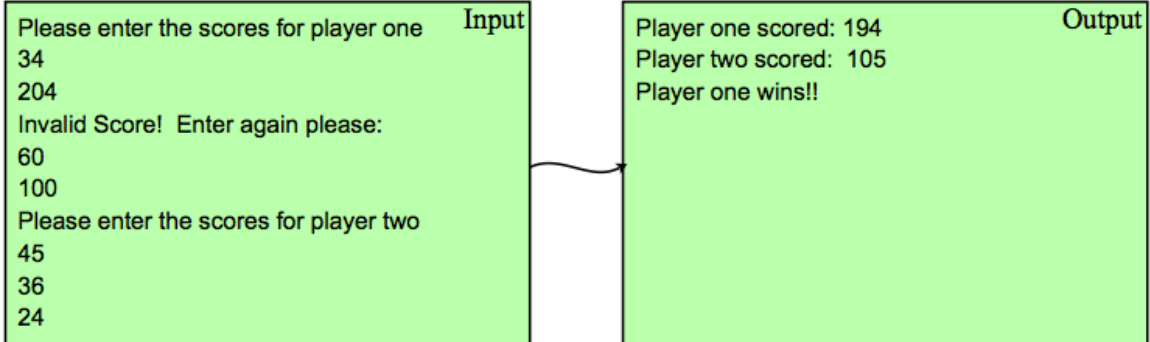 Input
Please enter the scores for player one
34
204
Invalid Score!  Enter again please:
60
100
Please enter the scores for player two
45
36
24
Output
Player one scored: 194
Player two scored:  105
Player one wins!!